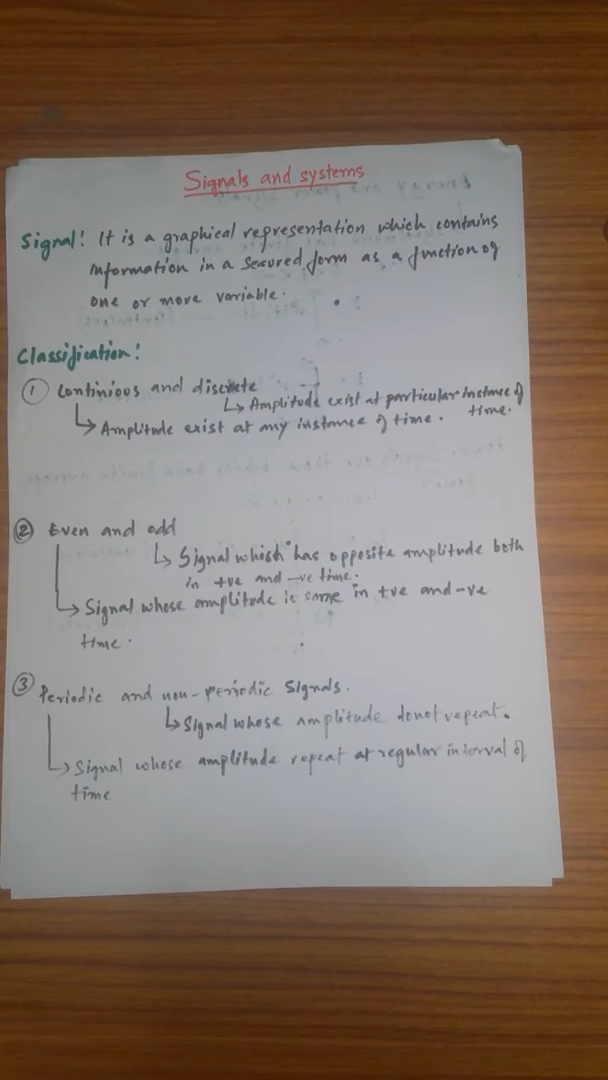 Signals and systems
Signal: It is a graphical representation which contains
information in a secured form as a function of
one or more variable.
Classification:
① Continious and discrete
↳ Amplitude exist at particular instance of
time.
↳ Amplitude exist at any instance of time.
② Even and odd
↳ Signal which has opposite amplitude both
in +ve and -ve time.
↳ Signal whose amplitude is same in +ve and -ve
time.
③ Periodic and non-periodic signals.
↳ Signal whose amplitude donot repeat.
↳ Signal whose amplitude repeat at regular interval of
time